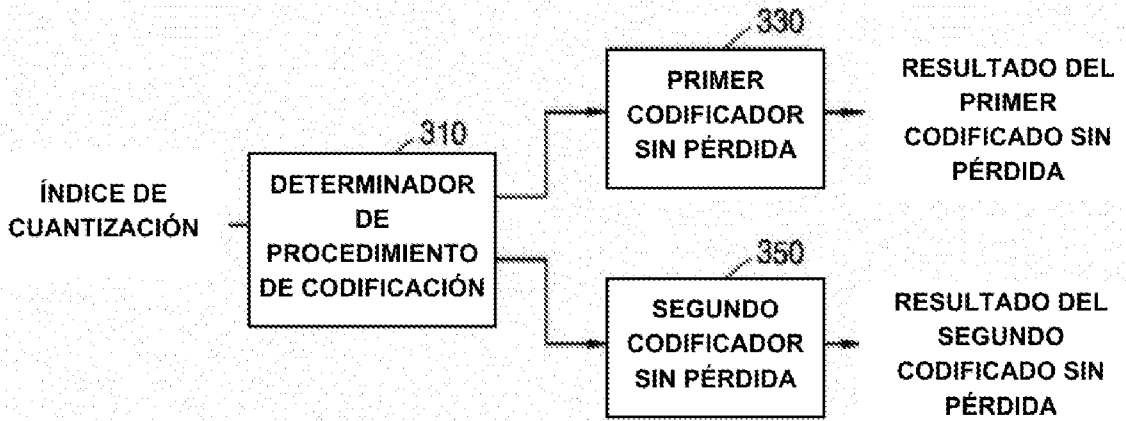 ÍNDICE DE
CUANTIZACIÓN
310
DETERMINADOR
DE
PROCEDIMIENTO
DE CODIFICACIÓN
330
PRIMER
CODIFICADOR
SIN PÉRDIDA
RESULTADO DEL
PRIMER
CODIFICADO SIN
PÉRDIDA
350
SEGUNDO
CODIFICADOR
SIN PÉRDIDA
RESULTADO DEL
SEGUNDO
CODIFICADO SIN
PÉRDIDA